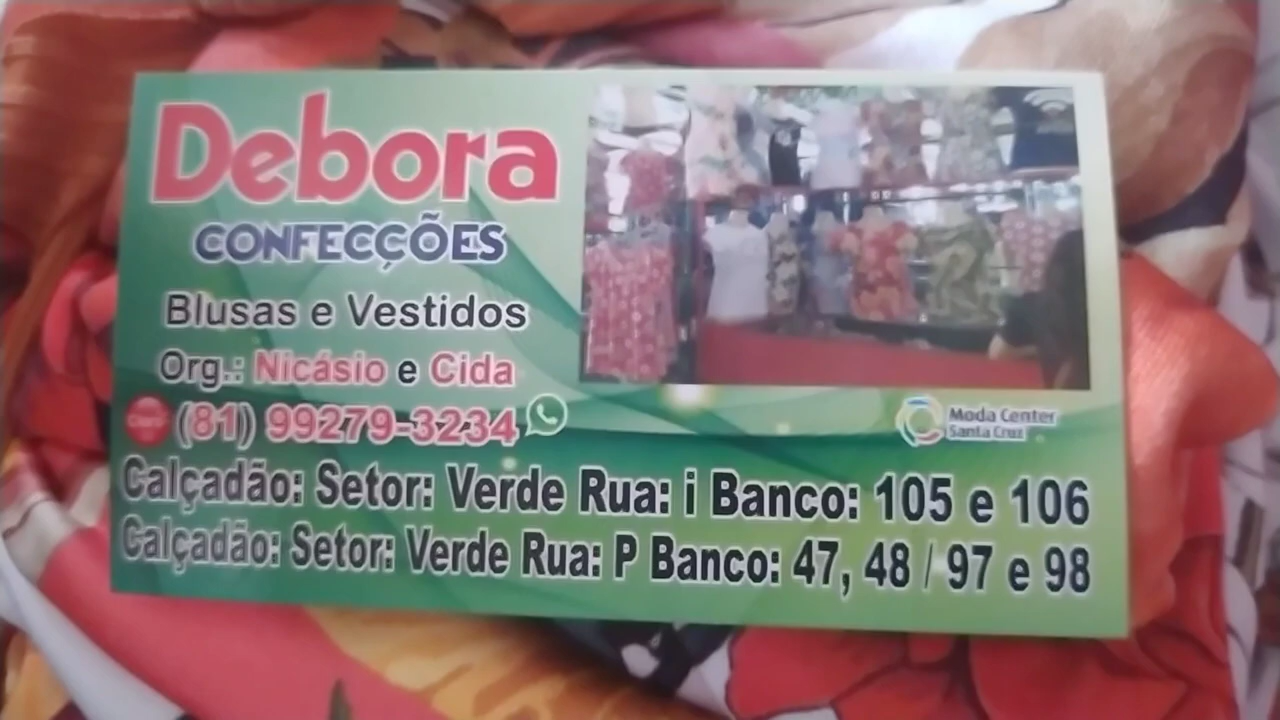 Debora
CONFECÇÕES
Blusas e Vestidos
Org.: Nicásio e Cida
Claro (81) 99279-3234
Moda Center
Santa Cruz
Calçadão: Setor: Verde Rua: i Banco: 105 e 106
Calçadão: Setor: Verde Rua: P Banco: 47, 48 / 97 e 98